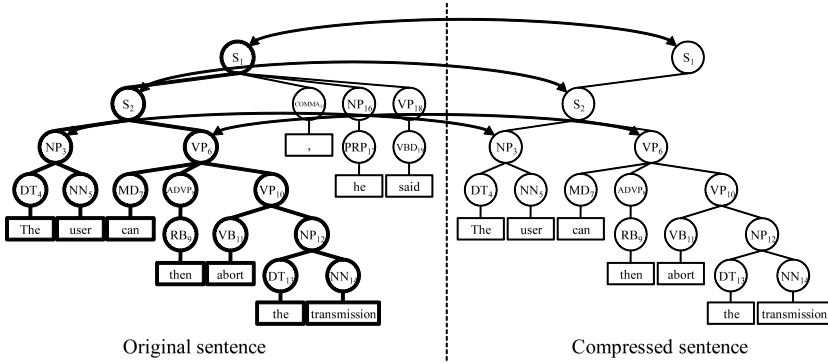 S1 S1
S2 COMMA NP16 VP18 S2
NP3 VP6 , PRP17 VBD19 NP3 VP6
DT4 NN5 MD7 ADVP8 VP10 he said DT4 NN5 MD7 ADVP8 VP10
The user can RB9 VB11 NP12 The user can RB9 VB11 NP12
then abort DT13 NN14 then abort DT13 NN14
the transmission the transmission
Original sentence Compressed sentence